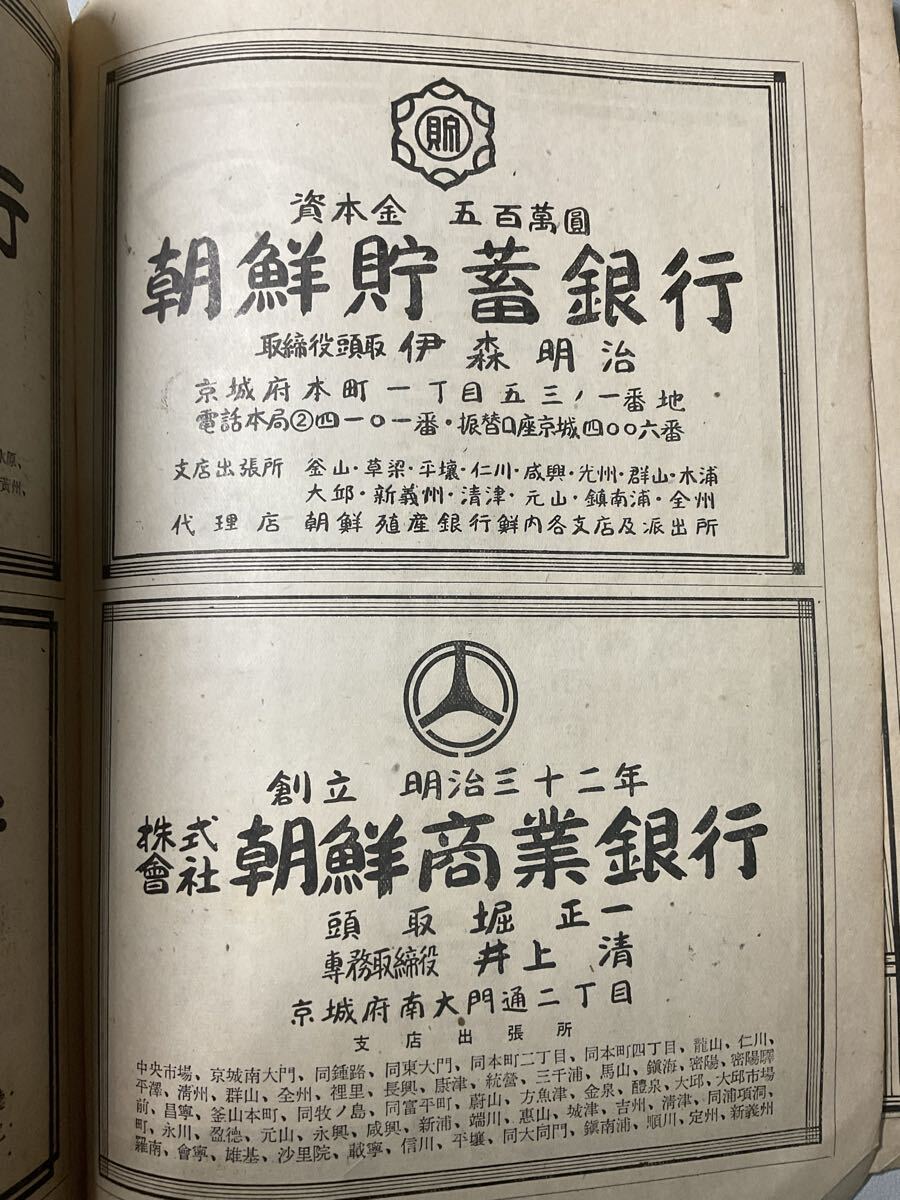 行
水原、
黃州、
貯
資本金 五百萬圓
朝鮮貯蓄銀行
取締役頭取 伊森明治
京城府本町一丁目五三ノ一番地
電話本局②四一〇一番・振替口座京城四〇〇六番
支店出張所 釜山・草梁・平壤・仁川・咸興・光州・群山・木浦
大邱・新義州・清津・元山・鎮南浦・全州
代理店 朝鮮殖産銀行鮮内各支店及派出所
創立 明治三十二年
株式會社 朝鮮商業銀行
頭取 堀正一
專務取締役 井上清
京城府南大門通二丁目
支店出張所
中央市場、京城南大門、同鍾路、同東大門、同本町二丁目、同本町四丁目、龍山、仁川、
平澤、淸州、群山、全州、裡里、長興、康津、統營、三千浦、馬山、鎭海、密陽、密陽驛
前、昌寧、釜山本町、同牧ノ島、同富平町、蔚山、方魚津、金泉、醴泉、大邱、大邱市場
町、永川、盈德、元山、永興、咸興、新浦、端川、惠山、城津、吉州、淸津、同浦項洞、
羅南、會寧、雄基、沙里院、載寧、信川、平壤、同大同門、鎭南浦、順川、定州、新義州